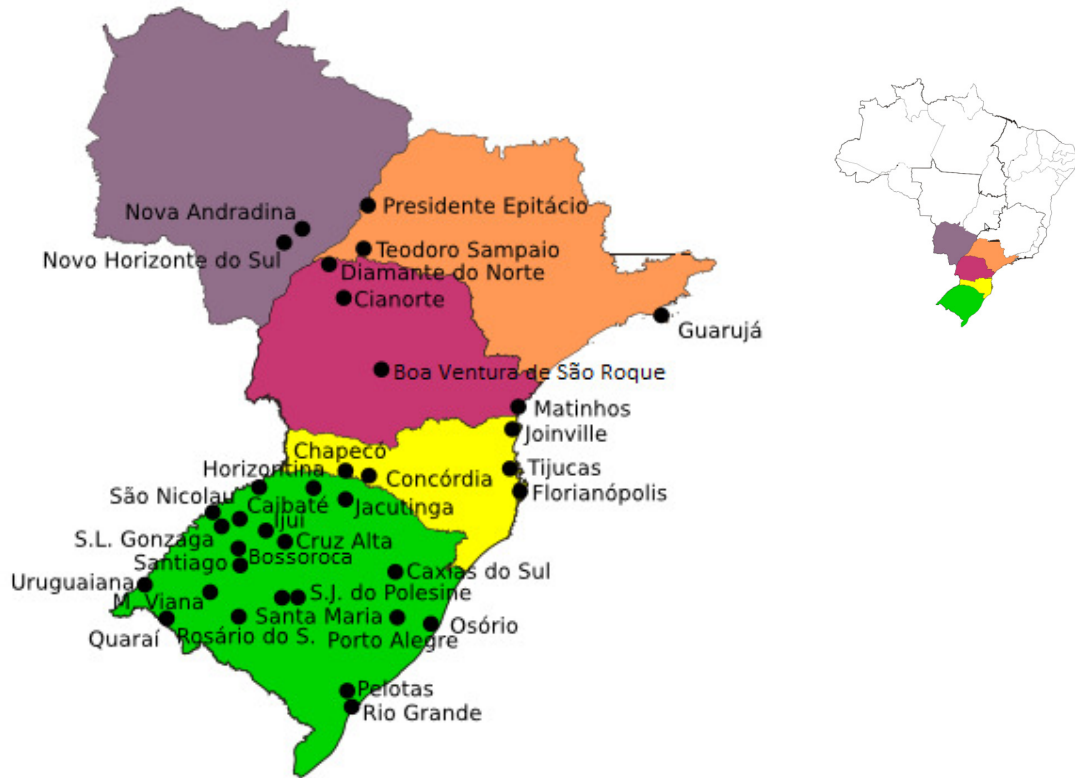 Nova Andradina
Presidente Epitácio
Novo Horizonte do Sul
Teodoro Sampaio
Diamante do Norte
Cianorte
Guarujá
Boa Ventura de São Roque
Matinhos
Joinville
Chapecó
Horizontina
Concórdia
Tijucas
Florianópolis
São Nicolau
Caibaté
Jacutinga
Ijuí
S.L. Gonzaga
Cruz Alta
Bossoroca
Santiago
Caxias do Sul
Uruguaiana
M. Viana
S.J. do Polesine
Santa Maria
Osório
Quaraí
Rosário do S.
Porto Alegre
Pelotas
Rio Grande